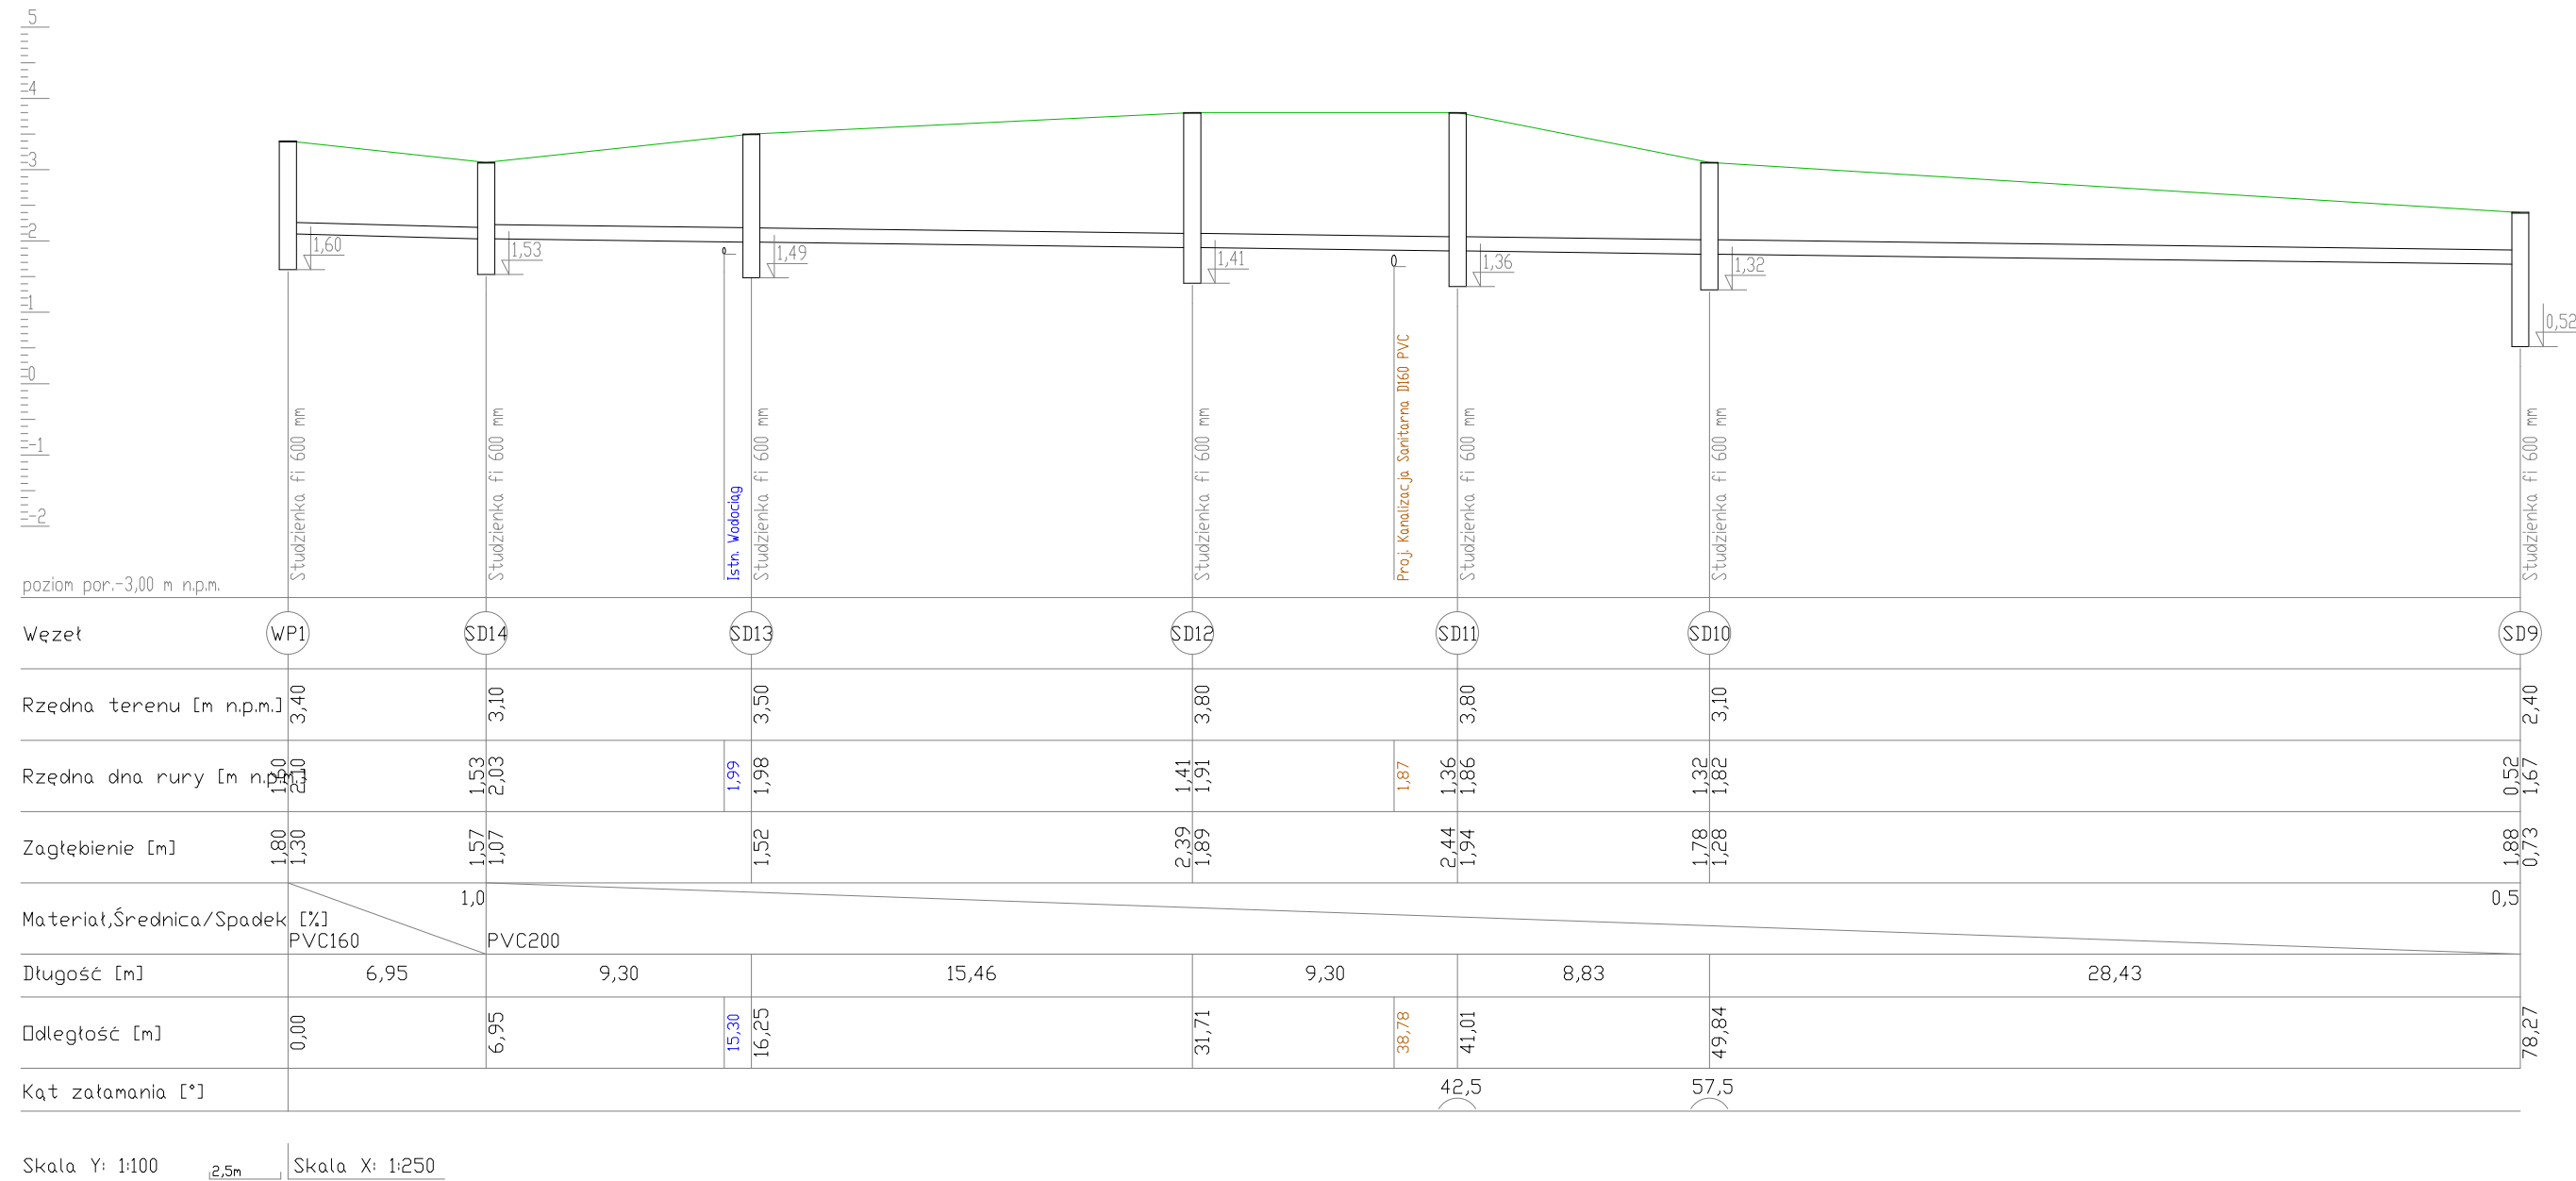 5
4
3
2
1
0
-1
-2
1,60
1,53
1,49
1,41
1,36
1,32
0,52
Studzienka fi 600 mm
Studzienka fi 600 mm
Istn. Wodociąg
Studzienka fi 600 mm
Studzienka fi 600 mm
Proj. Kanalizacja Sanitarna D160 PVC
Studzienka fi 600 mm
Studzienka fi 600 mm
Studzienka fi 600 mm
poziom por.-3,00 m n.p.m.
Węzeł WP1 SD14 SD13 SD12 SD11 SD10 SD9
Rzędna terenu [m n.p.m.] 3,40 3,10 3,50 3,80 3,80 3,10 2,40
Rzędna dna rury [m n.p.m.] 1,60 2,10 1,53 2,03 1,99 1,98 1,41 1,91 1,87 1,36 1,86 1,32 1,82 0,52 1,67
Zagłębienie [m] 1,80 1,30 1,57 1,07 1,52 2,39 1,89 2,44 1,94 1,78 1,28 1,88 0,73
1,0 0,5
Materiał,Średnica/Spadek [%]
PVC160 PVC200
Długość [m] 6,95 9,30 15,46 9,30 8,83 28,43
Odległość [m] 0,00 6,95 15,30 16,25 31,71 38,78 41,01 49,84 78,27
Kąt załamania [°] 42,5 57,5
Skala Y: 1:100 2,5m Skala X: 1:250